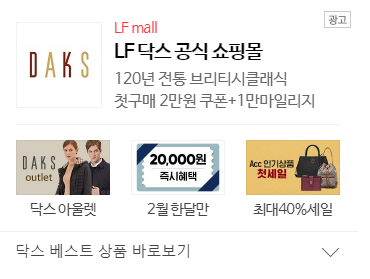 광고
LF mall
DAKS
LF 닥스 공식 쇼핑몰
120년 전통 브리티시클래식
첫구매 2만원 쿠폰+1만마일리지
DAKS
outlet
20,000원
즉시혜택
Acc 인기상품
첫세일
닥스 아울렛
2월 한달만
최대40%세일
닥스 베스트 상품 바로보기